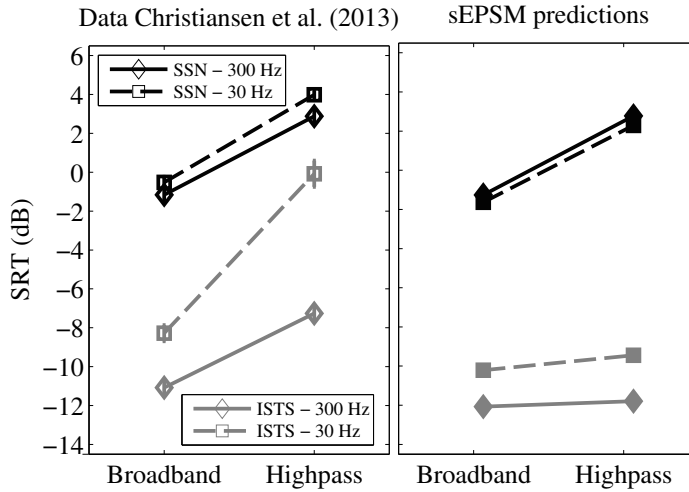 Data Christiansen et al. (2013)
sEPSM predictions
SRT (dB)
6
4
2
0
−2
−4
−6
−8
−10
−12
−14
SSN − 300 Hz
SSN − 30 Hz
ISTS − 300 Hz
ISTS − 30 Hz
Broadband
Highpass
Broadband
Highpass